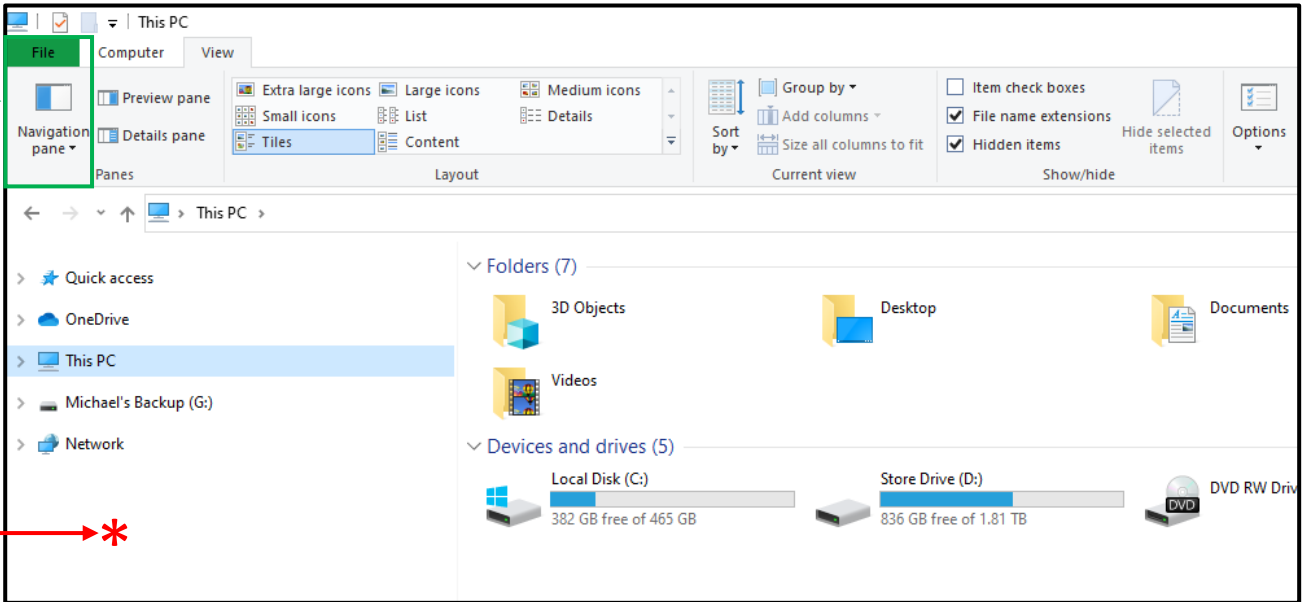 This PC
File Computer View
Navigation pane
Preview pane
Details pane
Panes
Extra large icons Large icons Medium icons
Small icons List Details
Tiles Content
Layout
Sort by
Group by
Add columns
Size all columns to fit
Current view
Item check boxes
File name extensions
Hidden items
Hide selected items
Show/hide
Options
This PC
Quick access
OneDrive
This PC
Michael's Backup (G:)
Network
Folders (7)
3D Objects Desktop Documents
Videos
Devices and drives (5)
Local Disk (C:)
382 GB free of 465 GB
Store Drive (D:)
836 GB free of 1.81 TB
DVD RW Driv
DVD
*